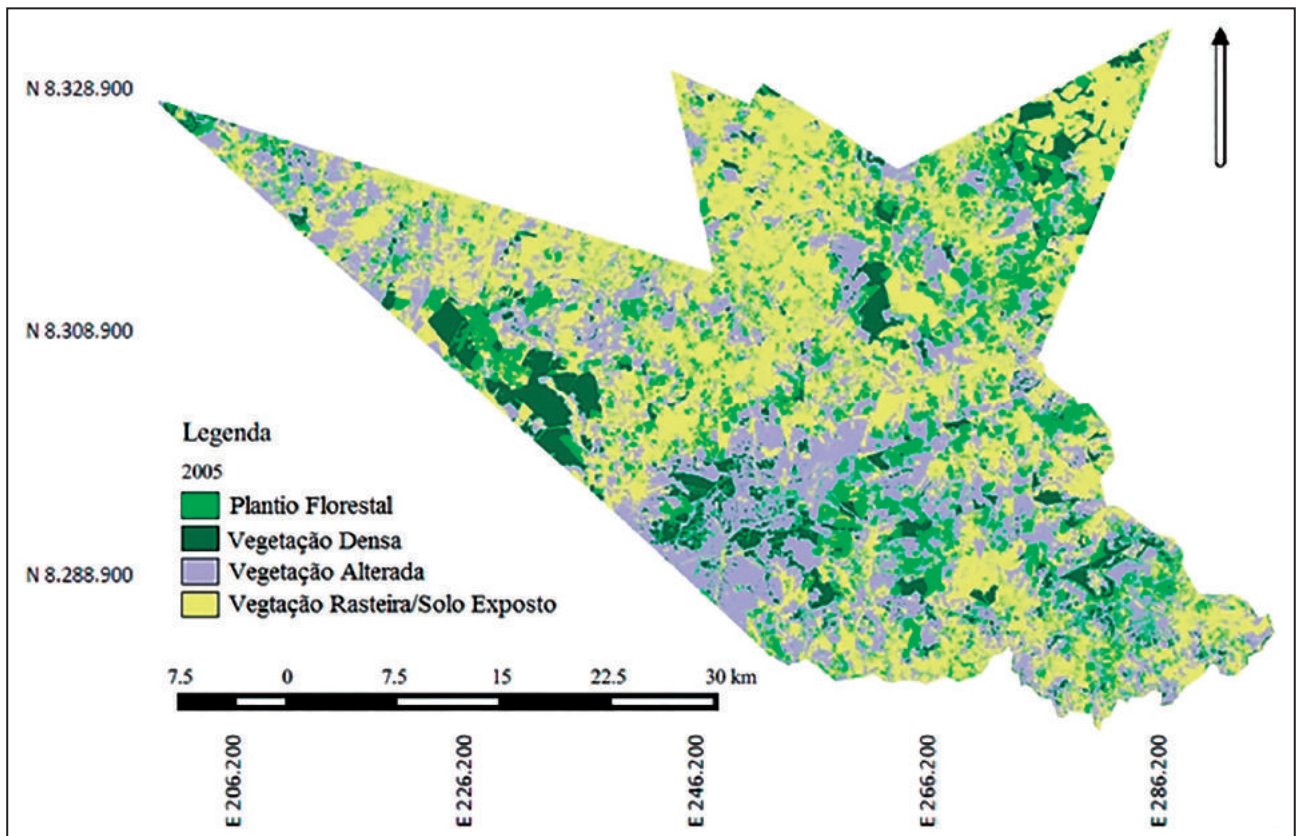 N 8.328.900
N 8.308.900
Legenda
2005
Plantio Florestal
Vegetação Densa
Vegetação Alterada
Vegtação Rasteira/Solo Exposto
N 8.288.900
7.5 0 7.5 15 22.5 30 km
E 206.200
E 226.200
E 246.200
E 266.200
E 286.200